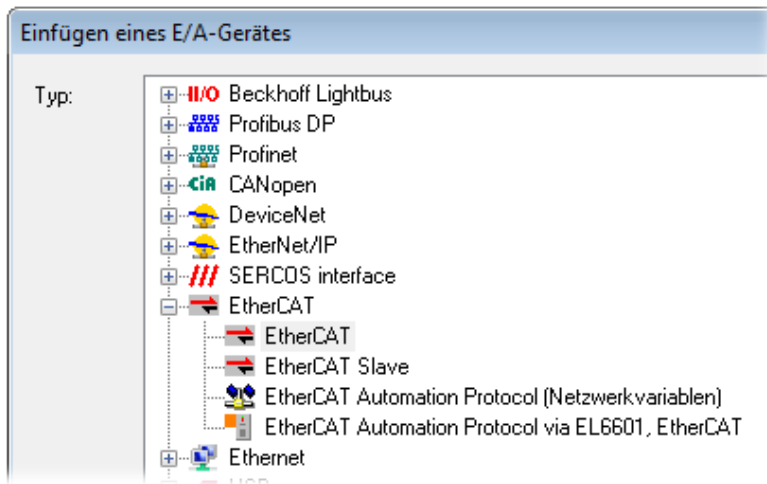 Einfügen eines E/A-Gerätes
Typ:
II/O Beckhoff Lightbus
Profibus DP
Profinet
CiA CANopen
DeviceNet
EtherNet/IP
SERCOS interface
EtherCAT
EtherCAT
EtherCAT Slave
EtherCAT Automation Protocol (Netzwerkvariablen)
EtherCAT Automation Protocol via EL6601, EtherCAT
Ethernet